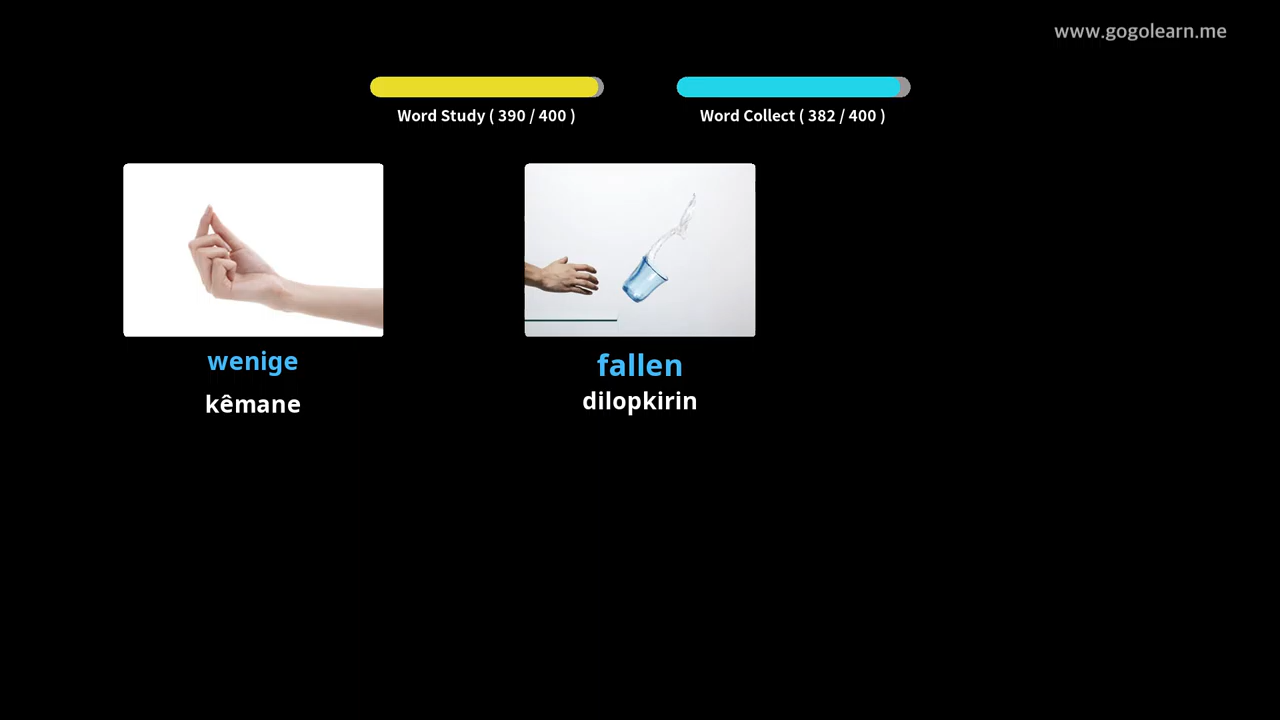 www.gogolearn.me
Word Study ( 390 / 400 )
Word Collect ( 382 / 400 )
wenige
kêmane
fallen
dilopkirin